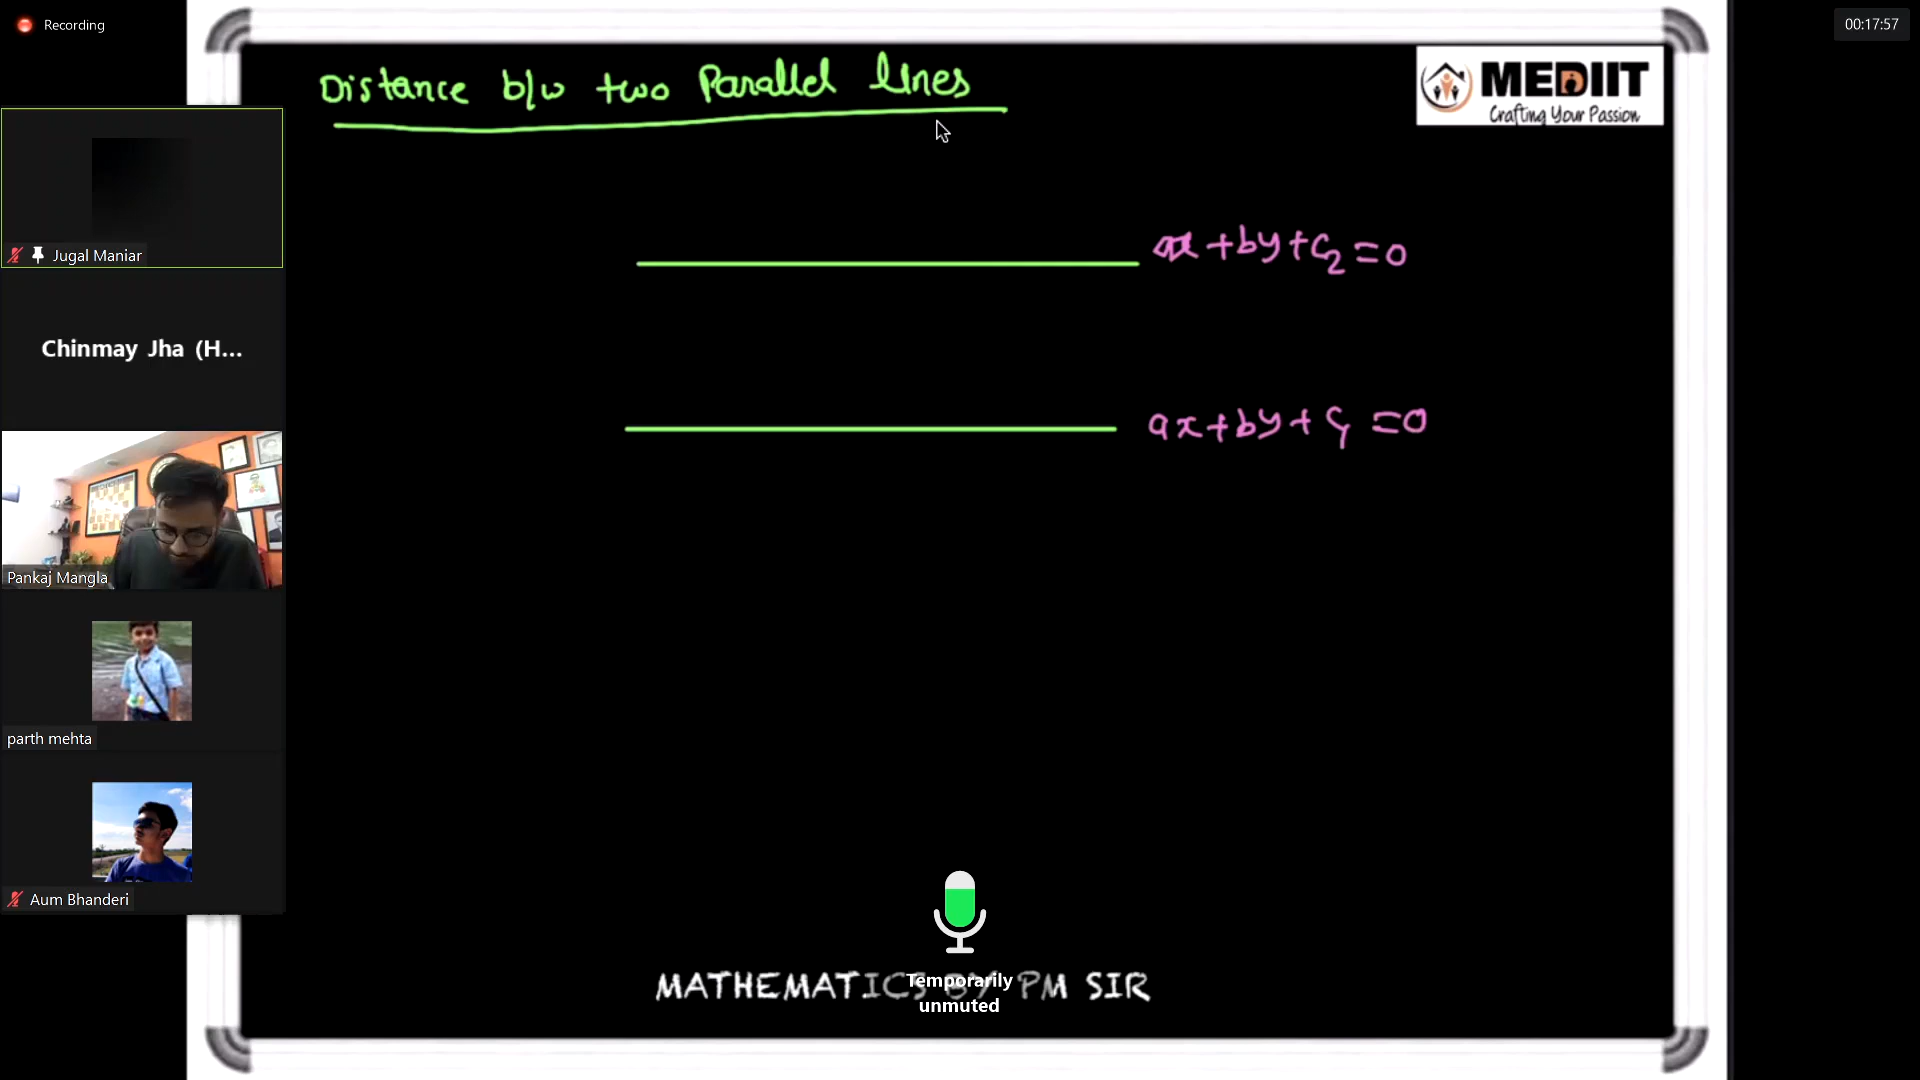 Recording
00:17:57
Distance b/w two Parallel lines
MEDIIT
Crafting Your Passion
Jugal Maniar
ax+by+c₂=0
Chinmay Jha (H...
ax+by+c₁=0
Pankaj Mangla
parth mehta
Aum Bhanderi
MATHEMATICS BY PM SIR
Temporarily
unmuted